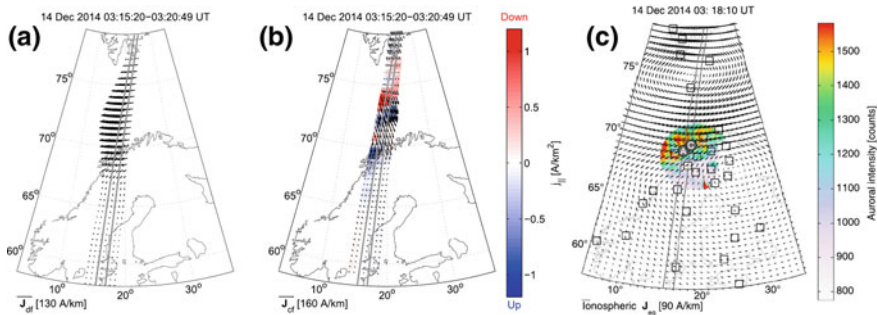 14 Dec 2014 03:15:20−03:20:49 UT
(a)
75°
70°
65°
60°
10°
20°
30°
J_df [130 A/km]
14 Dec 2014 03:15:20−03:20:49 UT
(b)
75°
70°
65°
60°
10°
20°
30°
J_cf [160 A/km]
Down
1
0.5
0
−0.5
−1
Up
j_|| [A/km²]
14 Dec 2014 03: 18:10 UT
(c)
75°
70°
65°
60°
10°
20°
30°
Ionospheric J_eq [90 A/km]
1500
1400
1300
1200
1100
1000
900
800
Auroral intensity [counts]